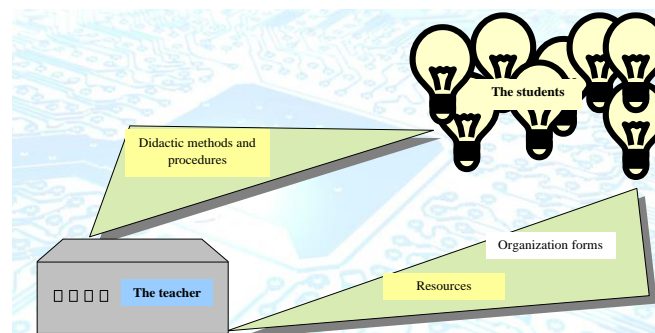 The students
Didactic methods and
procedures
Organization forms
Resources
The teacher